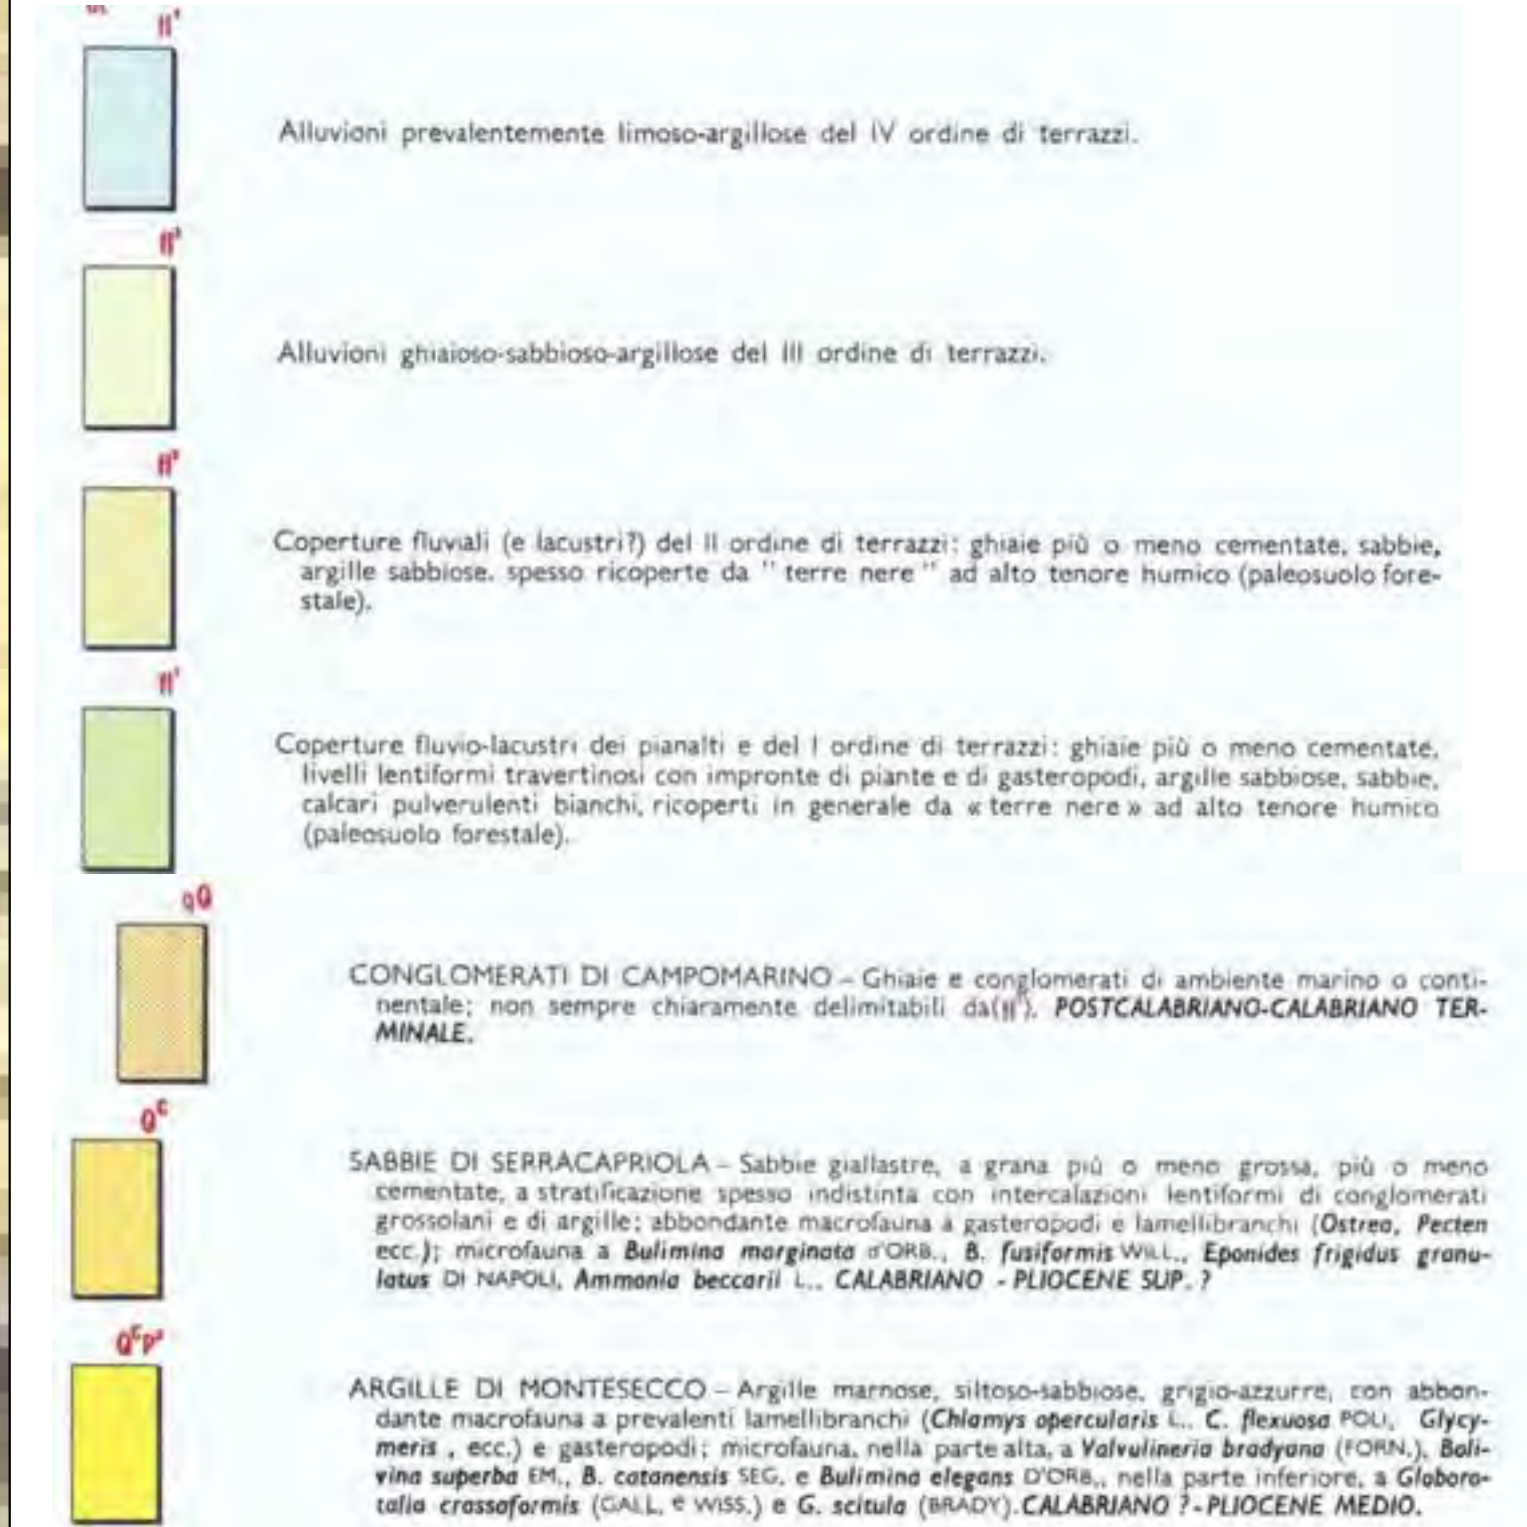 fl⁴
Alluvioni prevalentemente limoso-argillose del IV ordine di terrazzi.
fl³
Alluvioni ghiaioso-sabbioso-argillose del III ordine di terrazzi.
fl²
Coperture fluviali (e lacustri?) del II ordine di terrazzi: ghiaie più o meno cementate, sabbie,
argille sabbiose, spesso ricoperte da " terre nere " ad alto tenore humico (paleosuolo fore-
stale).
fl¹
Coperture fluvio-lacustri dei pianalti e del I ordine di terrazzi: ghiaie più o meno cementate,
livelli lentiformi travertinosi con impronte di piante e di gasteropodi, argille sabbiose, sabbie,
calcari pulverulenti bianchi, ricoperti in generale da « terre nere » ad alto tenore humico
(paleosuolo forestale).
qQ
CONGLOMERATI DI CAMPOMARINO – Ghiaie e conglomerati di ambiente marino o conti-
nentale; non sempre chiaramente delimitabili da (fl¹). POSTCALABRIANO-CALABRIANO TER-
MINALE.
Qᶜ
SABBIE DI SERRACAPRIOLA – Sabbie giallastre, a grana più o meno grossa, più o meno
cementate, a stratificazione spesso indistinta con intercalazioni lentiformi di conglomerati
grossolani e di argille; abbondante macrofauna a gasteropodi e lamellibranchi (Ostrea, Pecten
ecc.); microfauna a Bulimina marginata d'ORB., B. fusiformis WILL., Eponides frigidus granu-
latus DI NAPOLI, Ammonia beccarii L.. CALABRIANO - PLIOCENE SUP. ?
QᶜP²
ARGILLE DI MONTESECCO – Argille marnose, siltoso-sabbiose, grigio-azzurre, con abbon-
dante macrofauna a prevalenti lamellibranchi (Chlamys opercularis L., C. flexuosa POLI, Glycy-
meris , ecc.) e gasteropodi; microfauna, nella parte alta, a Valvulineria bradyana (FORN.), Boli-
vina superba EM., B. catanensis SEG. e Bulimina elegans D'ORB., nella parte inferiore, a Globoro-
talia crassaformis (GALL. e WISS.) e G. scitula (BRADY). CALABRIANO ? - PLIOCENE MEDIO.